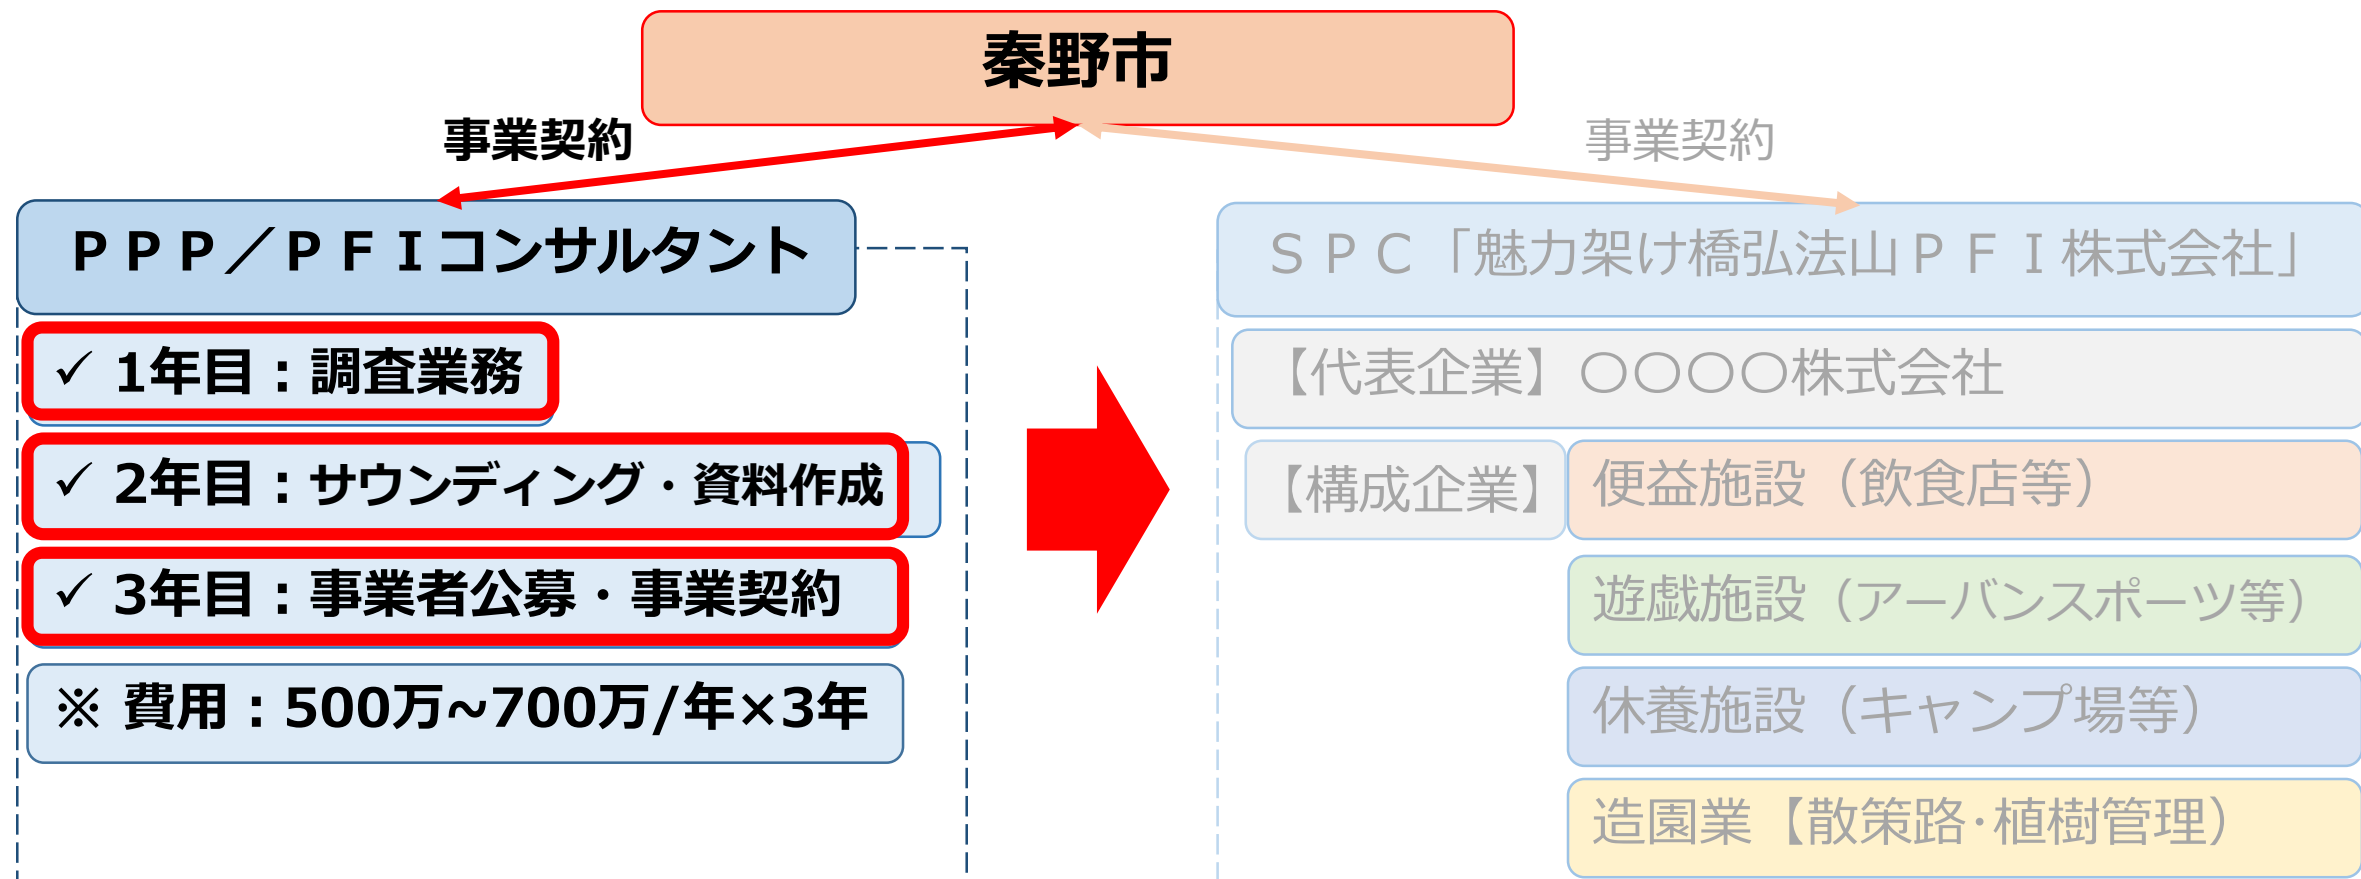 秦野市
事業契約
事業契約
ＰＰＰ／ＰＦＩコンサルタント
✓ 1年目：調査業務
✓ 2年目：サウンディング・資料作成
✓ 3年目：事業者公募・事業契約
※ 費用：500万~700万/年×3年
ＳＰＣ「魅力架け橋弘法山ＰＦＩ株式会社」
【代表企業】〇〇〇〇株式会社
【構成企業】
便益施設（飲食店等）
遊戯施設（アーバンスポーツ等）
休養施設（キャンプ場等）
造園業【散策路･植樹管理）